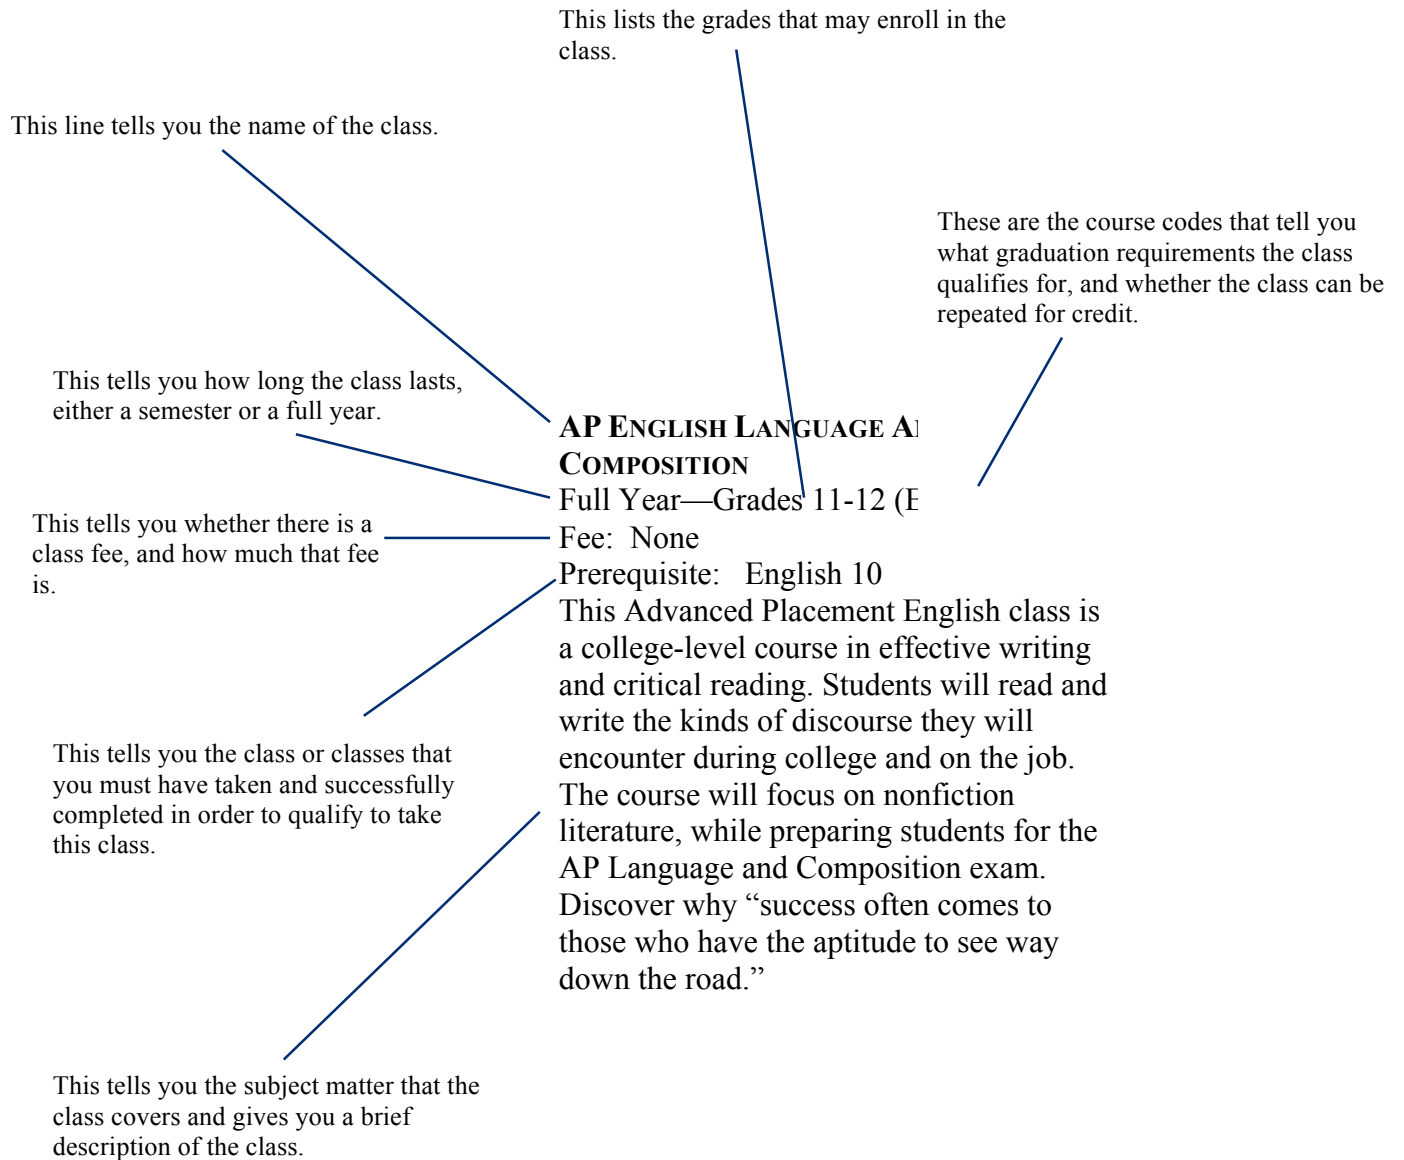 This lists the grades that may enroll in the
class.
This line tells you the name of the class.
These are the course codes that tell you
what graduation requirements the class
qualifies for, and whether the class can be
repeated for credit.
This tells you how long the class lasts,
either a semester or a full year.
AP ENGLISH LANGUAGE
COMPOSITION
Full Year—Grades 11-12
This tells you whether there is a
class fee, and how much that fee
is.
Fee: None
Prerequisite: English 10
This Advanced Placement English class is
a college-level course in effective writing
and critical reading. Students will read and
write the kinds of discourse they will
encounter during college and on the job.
The course will focus on nonfiction
literature, while preparing students for the
AP Language and Composition exam.
Discover why “success often comes to
those who have the aptitude to see way
down the road.”
This tells you the class or classes that
you must have taken and successfully
completed in order to qualify to take
this class.
This tells you the subject matter that the
class covers and gives you a brief
description of the class.